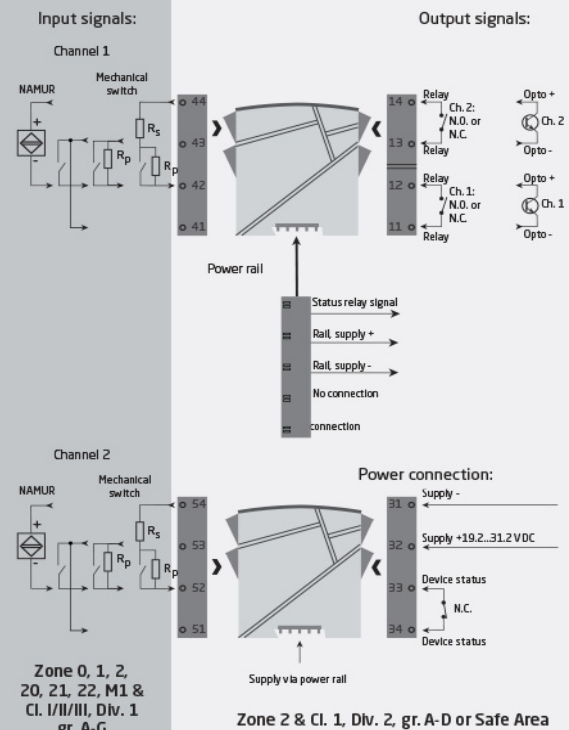 Input signals:
Output signals:
Channel 1
NAMUR
Mechanical
switch
+
-
Rs
Rp
Rp
44
43
42
41
14
13
12
11
Relay
Ch. 2:
N.O. or
N.C.
Relay
Relay
Ch. 1:
N.O. or
N.C.
Relay
Opto +
Ch. 2
Opto -
Opto +
Ch. 1
Opto -
Power rail
Status relay signal
Rail, supply +
Rail, supply -
No connection
connection
Channel 2
NAMUR
Mechanical
switch
+
-
Rs
Rp
Rp
54
53
52
51
Power connection:
31
32
33
34
Supply -
Supply +19.2...31.2 VDC
Device status
N.C.
Device status
Supply via power rail
Zone 0, 1, 2,
20, 21, 22, M1 &
Cl. I/II/III, Div. 1
gr. A-G
Zone 2 & Cl. 1, Div. 2, gr. A-D or Safe Area